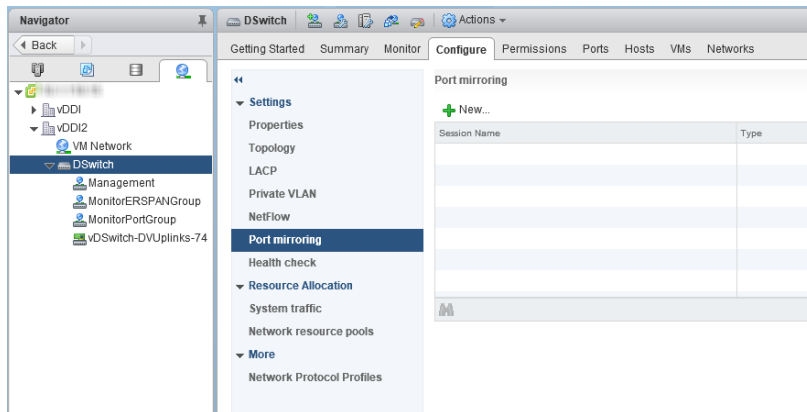 Navigator
Back
vDDI
vDDI2
VM Network
DSwitch
Management
MonitorERSPANGroup
MonitorPortGroup
vDSwitch-DVUplinks-74
DSwitch
Actions
Getting Started Summary Monitor Configure Permissions Ports Hosts VMs Networks
Settings
Properties
Topology
LACP
Private VLAN
NetFlow
Port mirroring
Health check
Resource Allocation
System traffic
Network resource pools
More
Network Protocol Profiles
Port mirroring
New...
Session Name Type